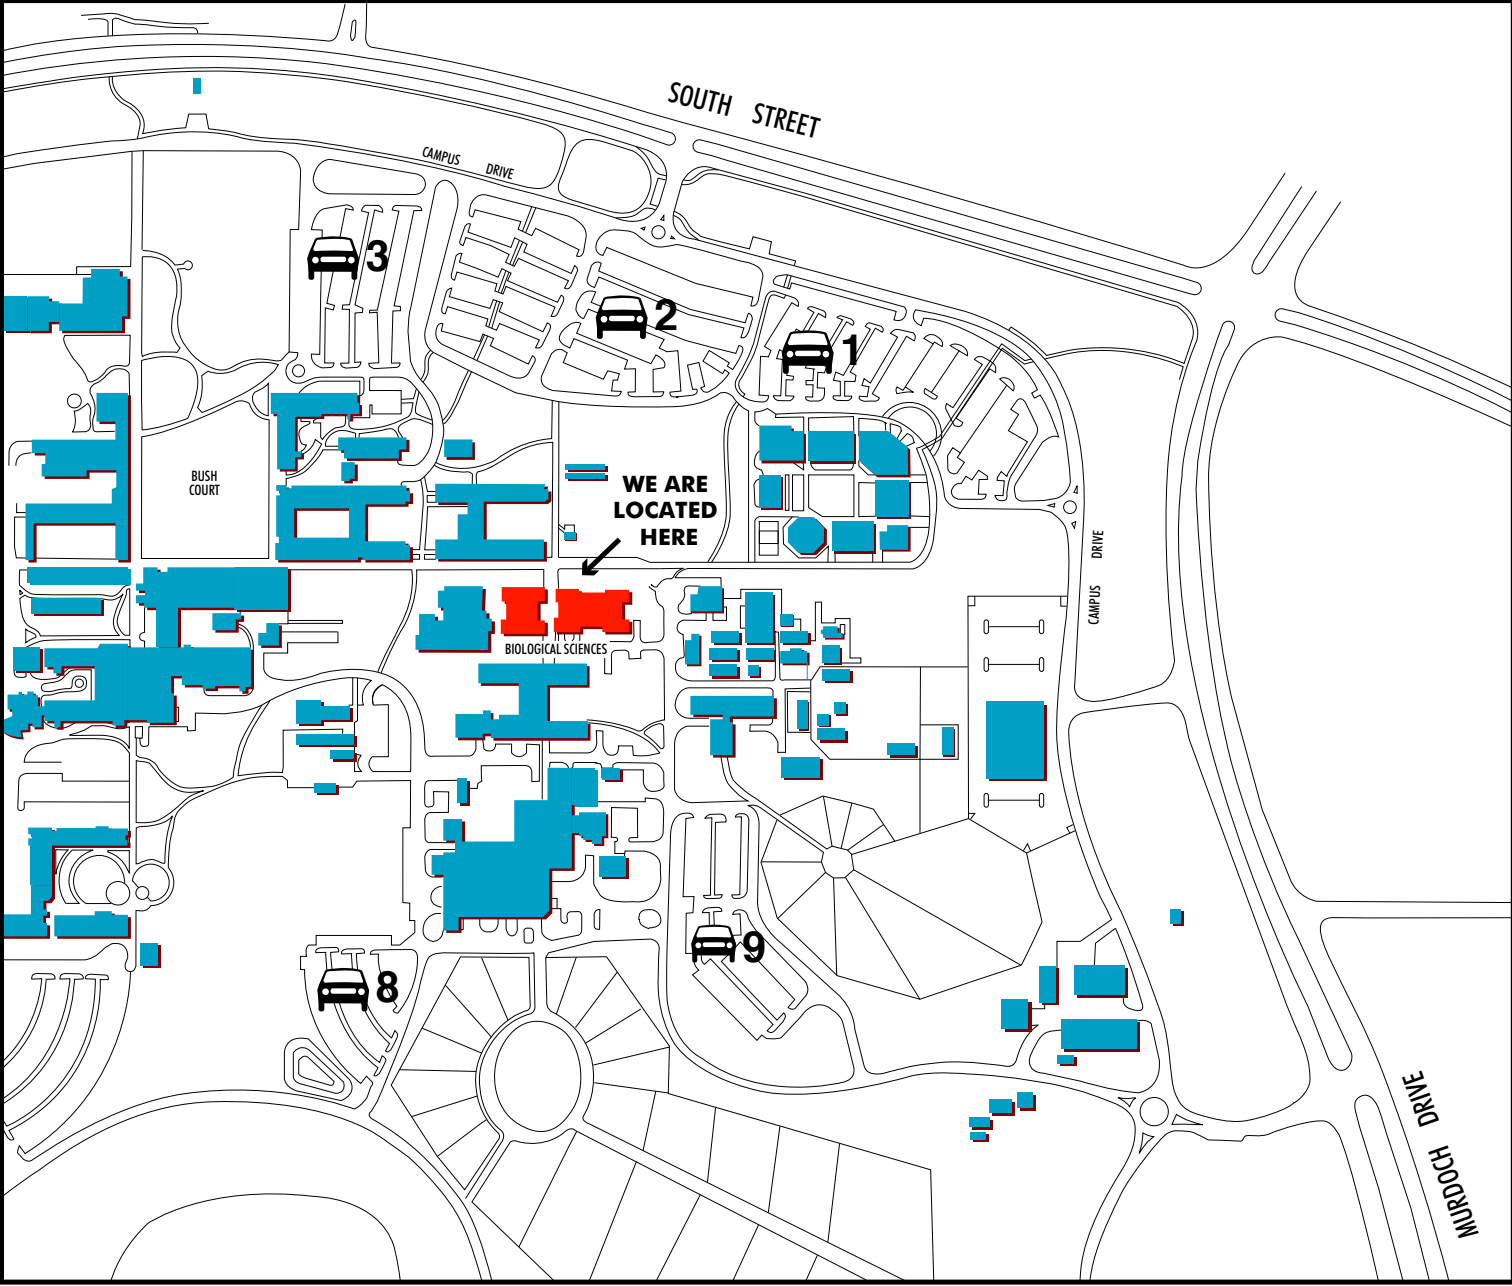 SOUTH STREET
CAMPUS DRIVE
3
2
1
BUSH
COURT
WE ARE
LOCATED
HERE
CAMPUS DRIVE
BIOLOGICAL SCIENCES
9
8
MURDOCH DRIVE